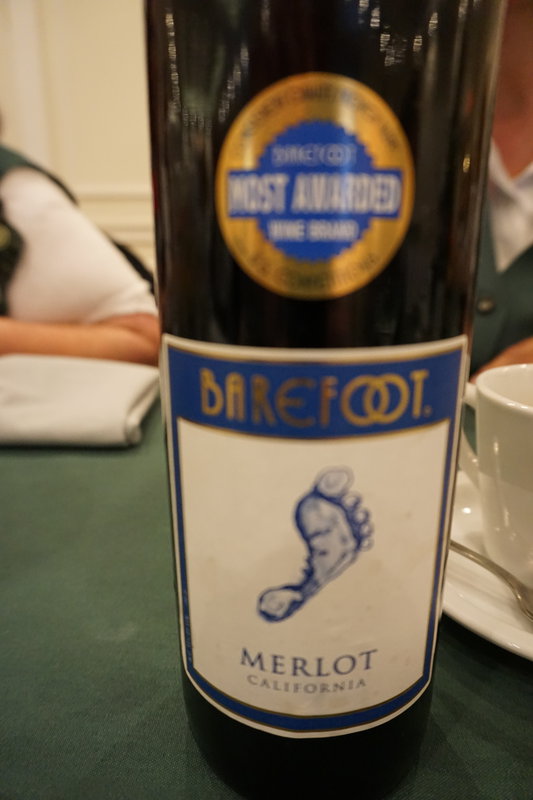 BAREFOOT
MOST AWARDED
WINE BRAND
BAREFOOT.
MERLOT
CALIFORNIA